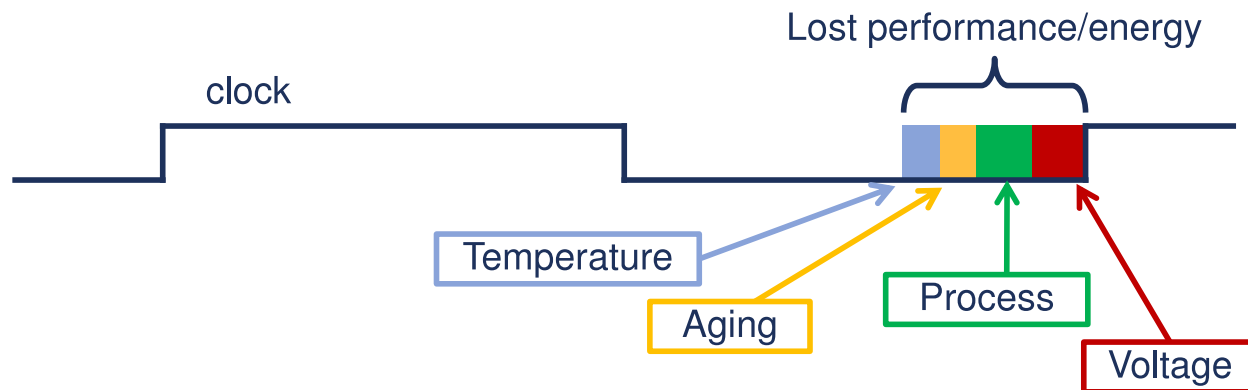 Lost performance/energy
clock
Temperature
Aging
Process
Voltage